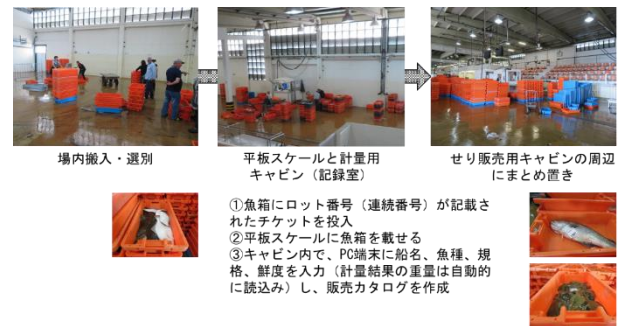 場内搬入・選別
平板スケールと計量用
キャビン（記録室）
せり販売用キャビンの周辺
にまとめ置き
①魚箱にロット番号（連続番号）が記載さ
れたチケットを投入
②平板スケールに魚箱を載せる
③キャビン内で、PC端末に船名、魚種、規
格、鮮度を入力（計量結果の重量は自動的
に読込み）し、販売カタログを作成